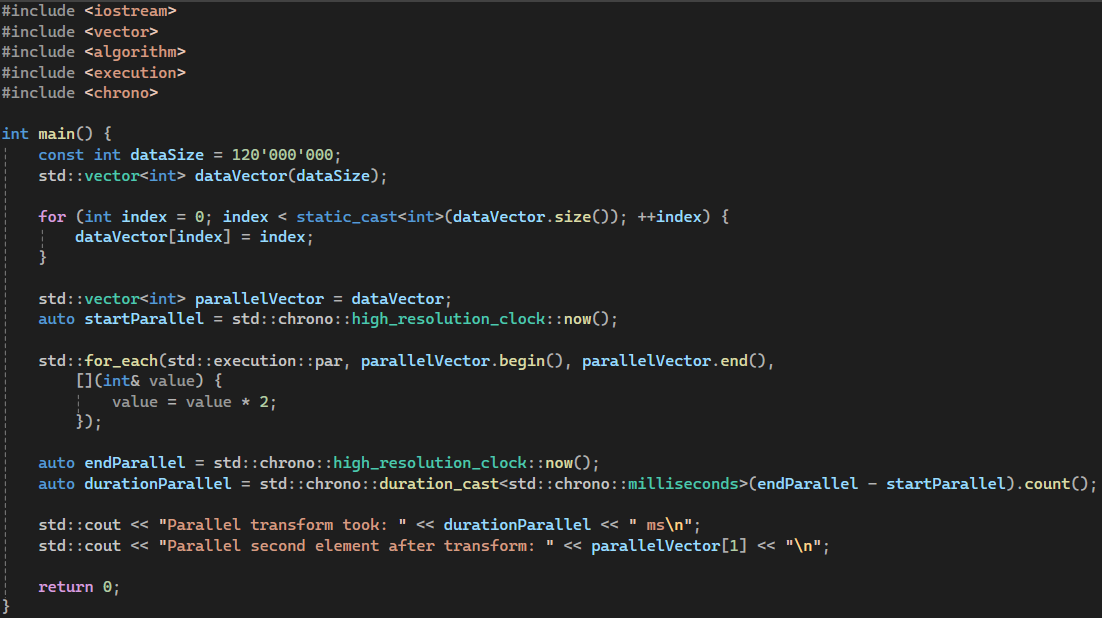 #include <iostream>
#include <vector>
#include <algorithm>
#include <execution>
#include <chrono>

int main() {
    const int dataSize = 120'000'000;
    std::vector<int> dataVector(dataSize);

    for (int index = 0; index < static_cast<int>(dataVector.size()); ++index) {
        dataVector[index] = index;
    }

    std::vector<int> parallelVector = dataVector;
    auto startParallel = std::chrono::high_resolution_clock::now();

    std::for_each(std::execution::par, parallelVector.begin(), parallelVector.end(),
        [](int& value) {
            value = value * 2;
        });

    auto endParallel = std::chrono::high_resolution_clock::now();
    auto durationParallel = std::chrono::duration_cast<std::chrono::milliseconds>(endParallel - startParallel).count();

    std::cout << "Parallel transform took: " << durationParallel << " ms\n";
    std::cout << "Parallel second element after transform: " << parallelVector[1] << "\n";

    return 0;
}